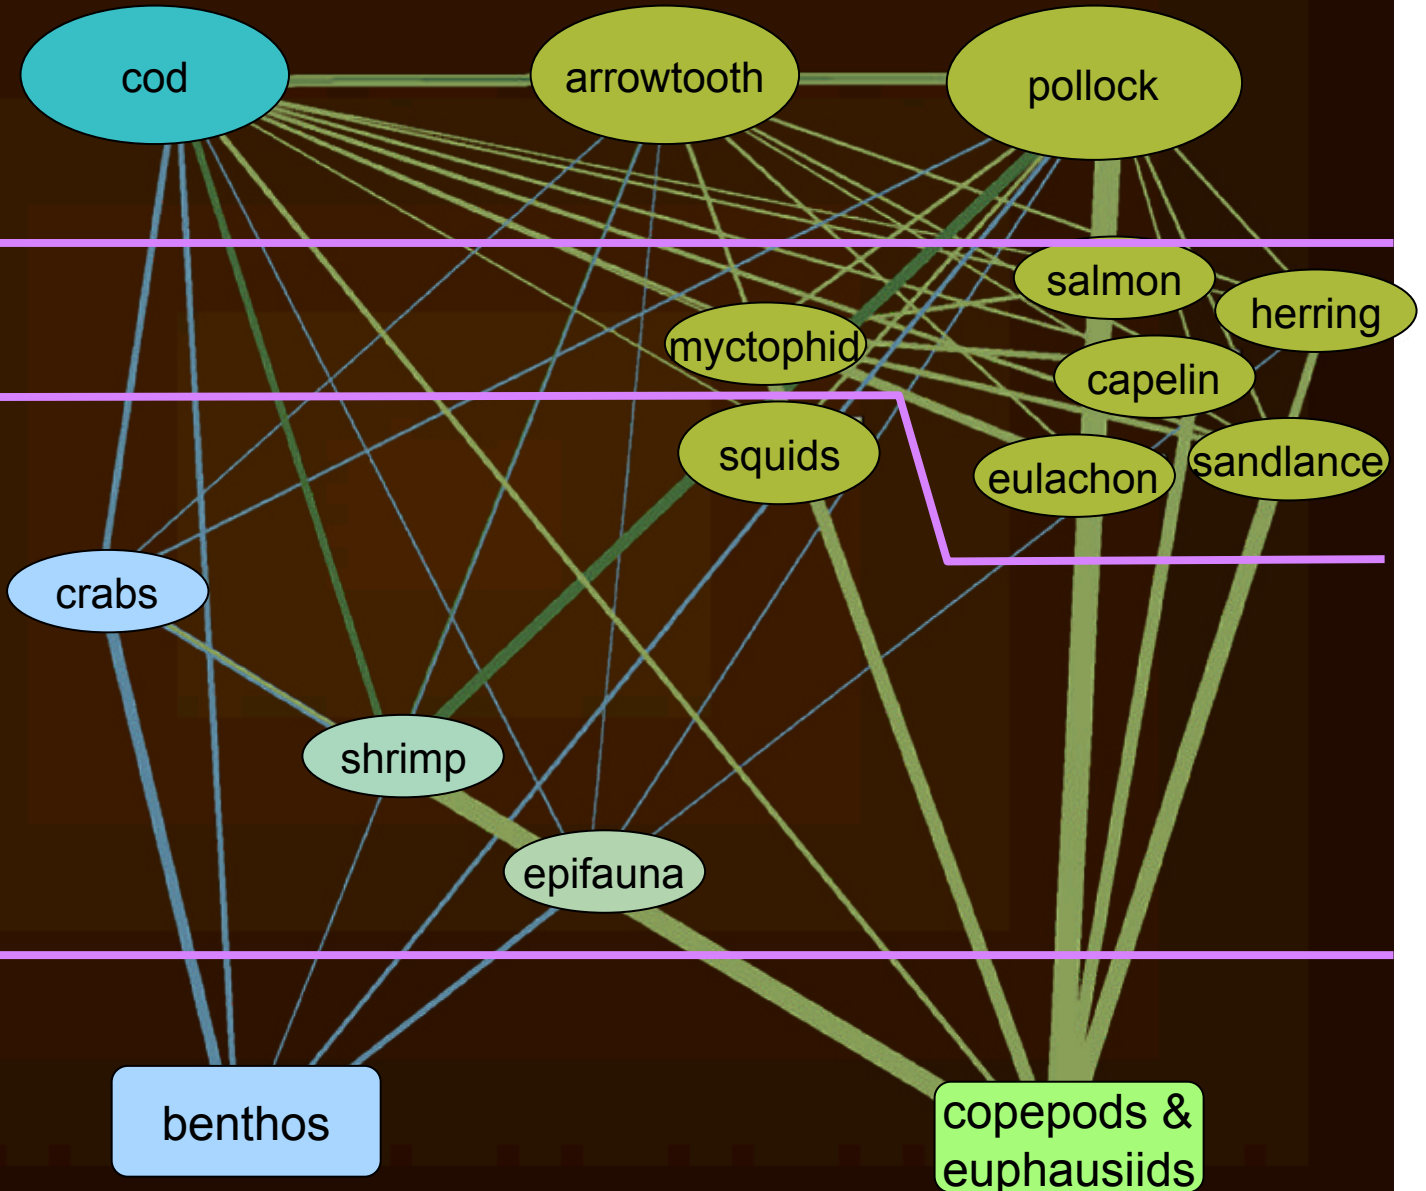 cod
arrowtooth
pollock
salmon
herring
myctophid
capelin
squids
eulachon
sandlance
crabs
shrimp
epifauna
benthos
copepods &
euphausiids